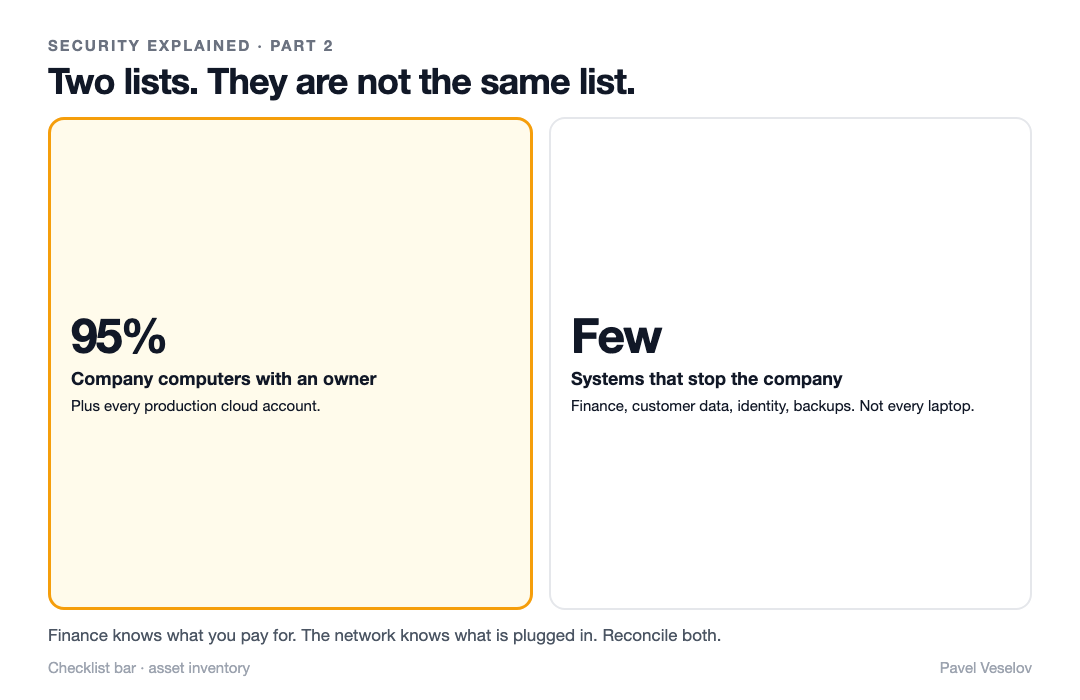 SECURITY EXPLAINED · PART 2
Two lists. They are not the same list.
95%
Company computers with an owner
Plus every production cloud account.
Few
Systems that stop the company
Finance, customer data, identity, backups. Not every laptop.
Finance knows what you pay for. The network knows what is plugged in. Reconcile both.
Checklist bar · asset inventory
Pavel Veselov